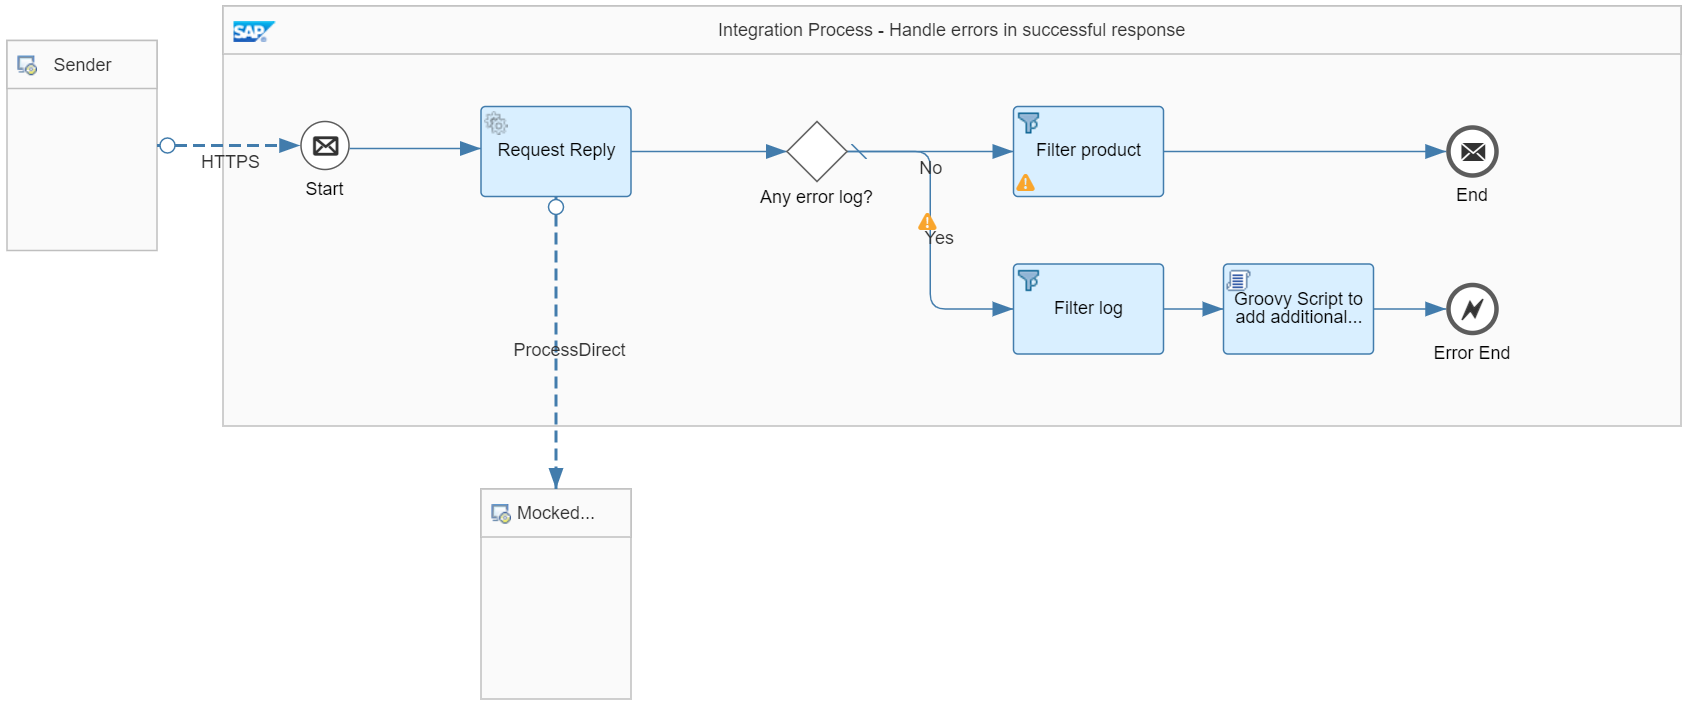 SAP
Integration Process - Handle errors in successful response
Sender
HTTPS
Start
Request Reply
Any error log?
No
Yes
Filter product
End
Filter log
Groovy Script to
add additional...
Error End
ProcessDirect
Mocked...